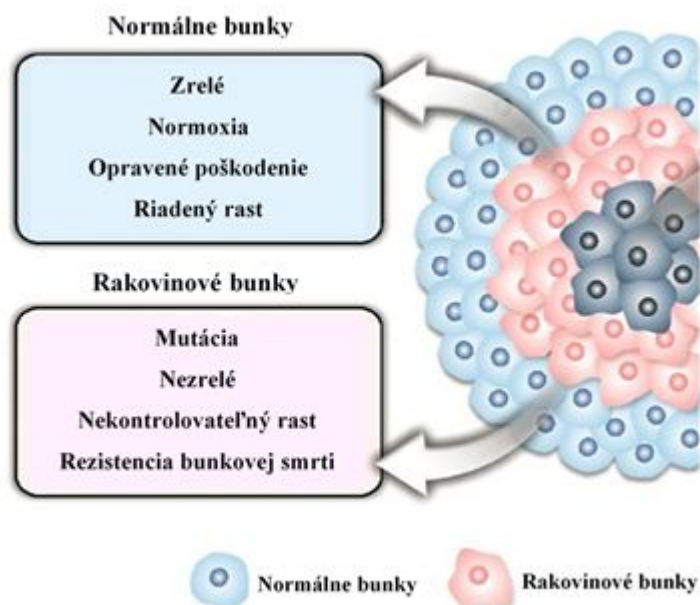 Normálne bunky
Zrelé
Normoxia
Opravené poškodenie
Riadený rast
Rakovinové bunky
Mutácia
Nezrelé
Nekontrolovateľný rast
Rezistencia bunkovej smrti
Normálne bunky
Rakovinové bunky